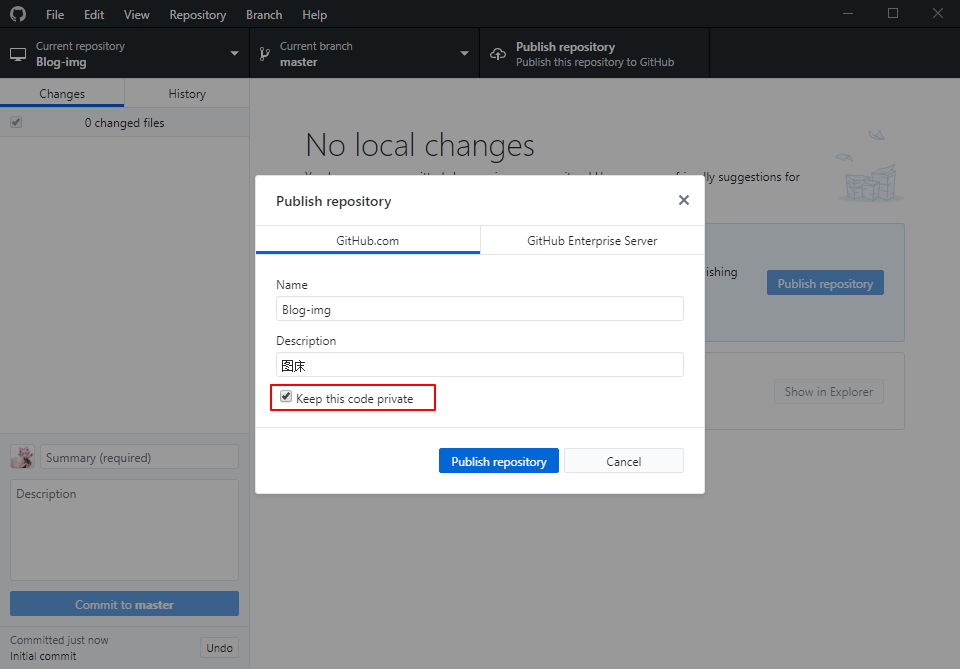 File Edit View Repository Branch Help
Current repository
Blog-img
Current branch
master
Publish repository
Publish this repository to GitHub
Changes
History
0 changed files
No local changes
friendly suggestions for
Publish repository
GitHub.com
GitHub Enterprise Server
Name
Blog-img
Description
图床
Keep this code private
Publish repository
Cancel
Publish repository
Show in Explorer
Summary (required)
Description
Commit to master
Committed just now
Initial commit
Undo